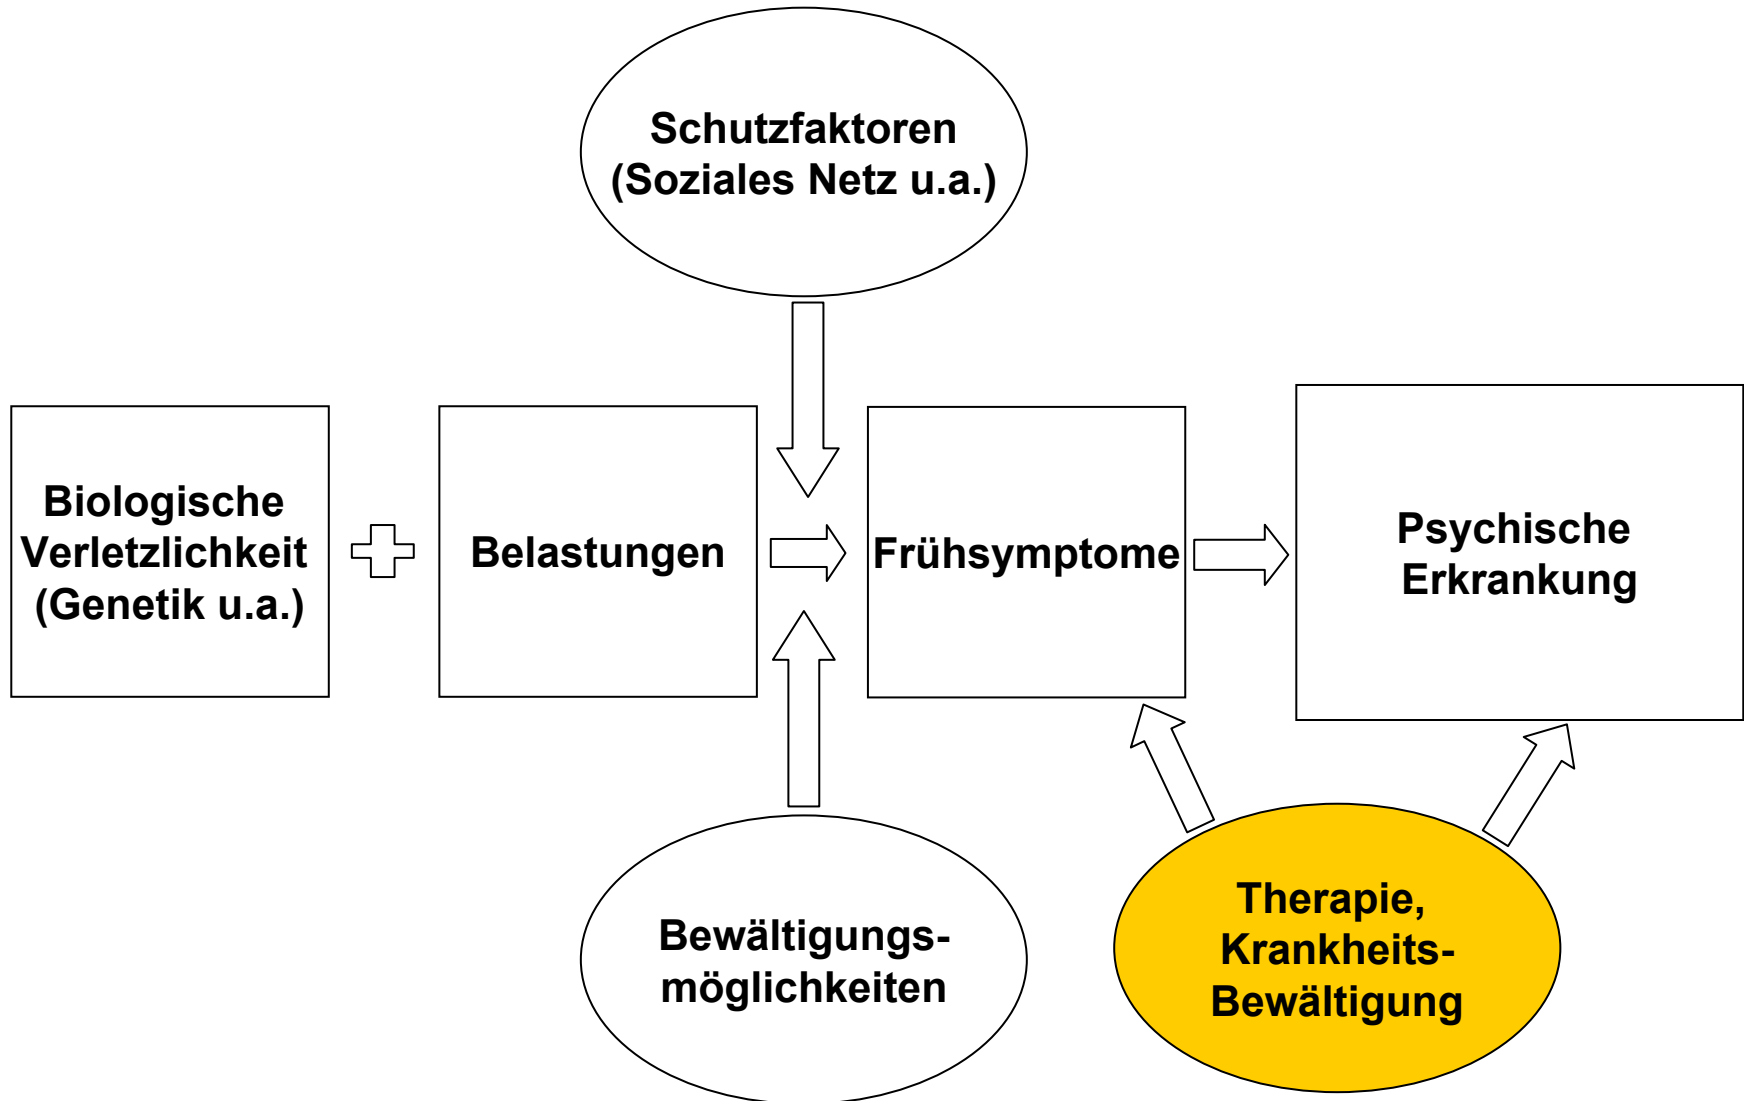 Schutzfaktoren
(Soziales Netz u.a.)
Biologische
Verletzlichkeit
(Genetik u.a.)
Belastungen
Frühsymptome
Psychische
Erkrankung
Bewältigungs-
möglichkeiten
Therapie,
Krankheits-
Bewältigung